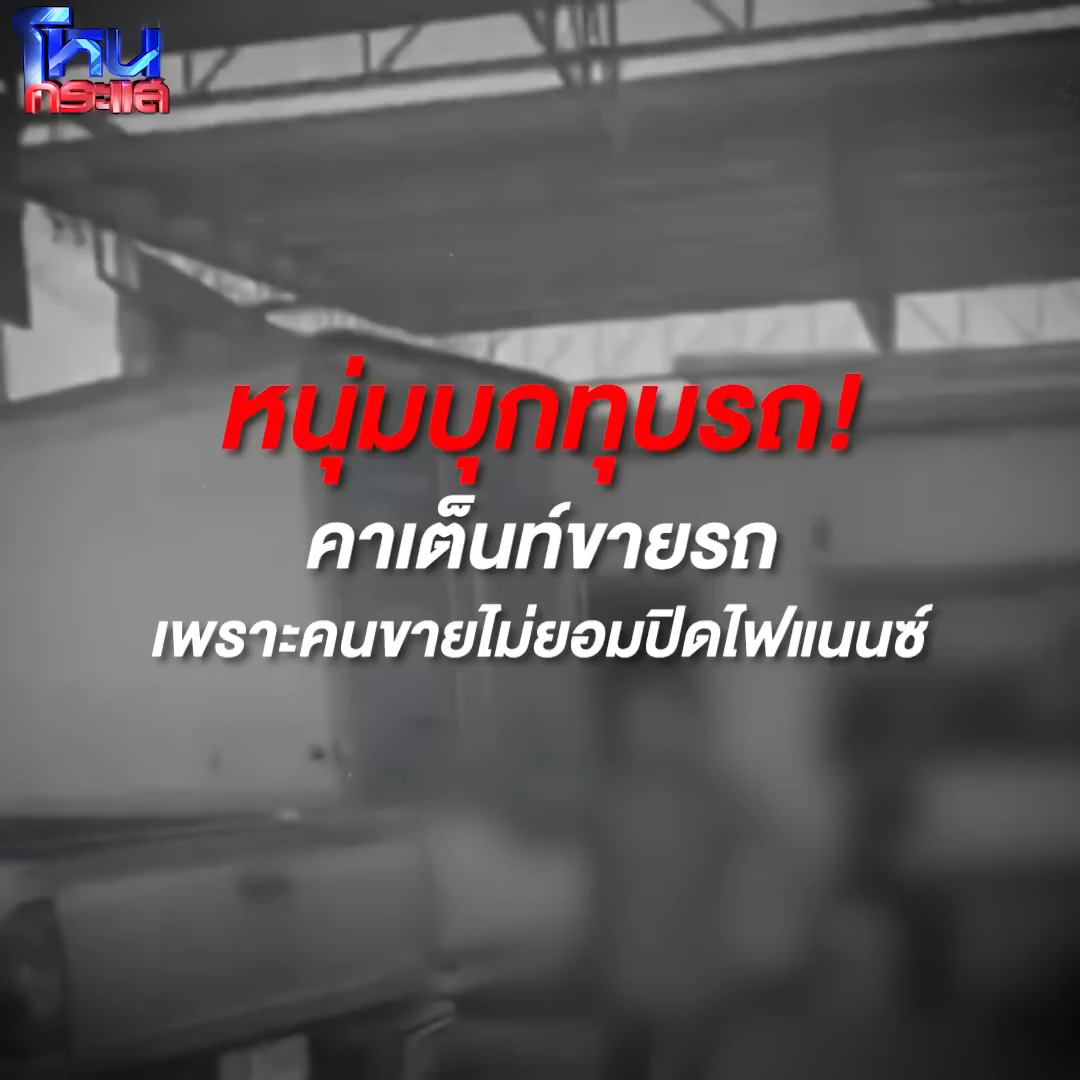 โหน
กระแส
หนุ่มบุกทุบรถ!
คาเต็นท์ขายรถ
เพราะคนขายไม่ยอมปิดไฟแนนซ์